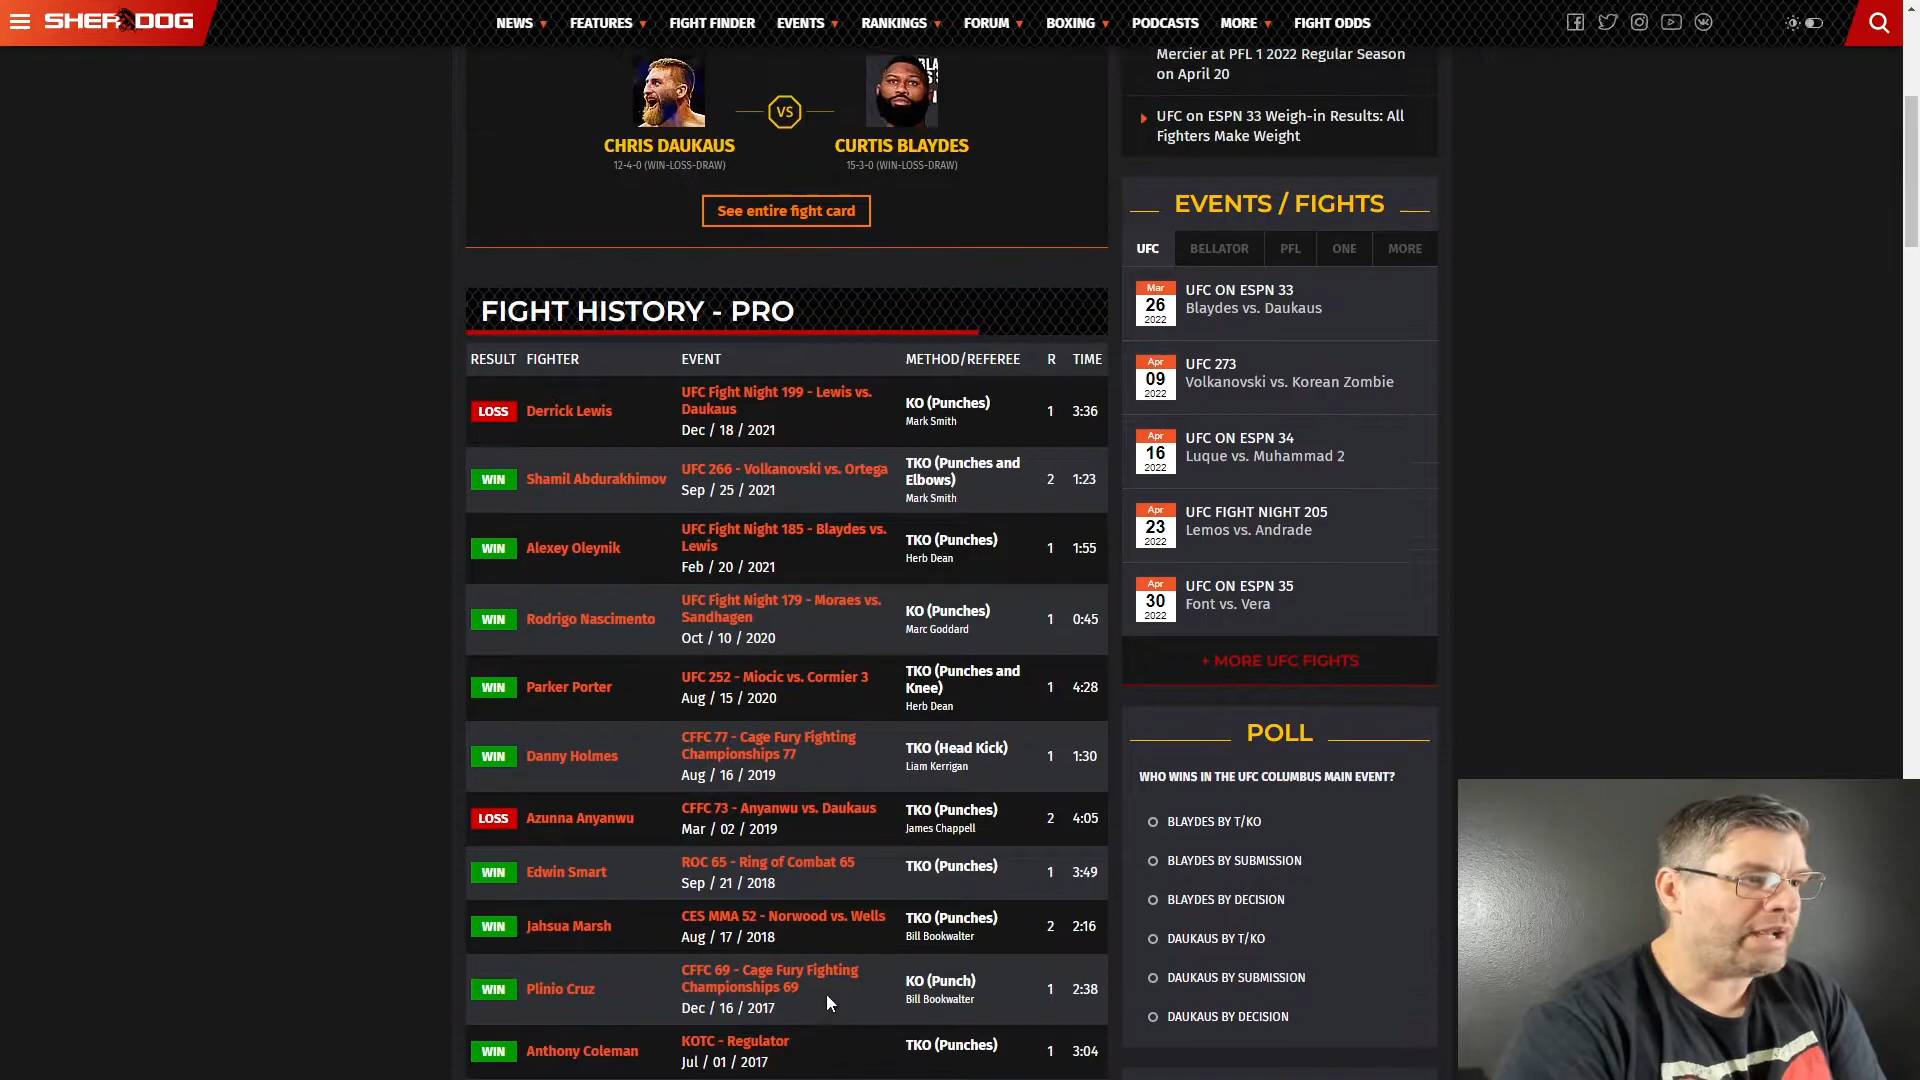 SHERDOG
NEWS FEATURES FIGHT FINDER EVENTS RANKINGS FORUM BOXING PODCASTS MORE FIGHT ODDS
CHRIS DAUKAUS
12-4-0 (WIN-LOSS-DRAW)
VS
CURTIS BLAYDES
15-3-0 (WIN-LOSS-DRAW)
See entire fight card
FIGHT HISTORY - PRO
RESULT FIGHTER EVENT METHOD/REFEREE R TIME
LOSS Derrick Lewis UFC Fight Night 199 - Lewis vs.
Daukaus
Dec / 18 / 2021 KO (Punches)
Mark Smith 1 3:36
WIN Shamil Abdurakhimov UFC 266 - Volkanovski vs. Ortega
Sep / 25 / 2021 TKO (Punches and
Elbows)
Mark Smith 2 1:23
WIN Alexey Oleynik UFC Fight Night 185 - Blaydes vs.
Lewis
Feb / 20 / 2021 TKO (Punches)
Herb Dean 1 1:55
WIN Rodrigo Nascimento UFC Fight Night 179 - Moraes vs.
Sandhagen
Oct / 10 / 2020 KO (Punches)
Marc Goddard 1 0:45
WIN Parker Porter UFC 252 - Miocic vs. Cormier 3
Aug / 15 / 2020 TKO (Punches and
Knee)
Herb Dean 1 4:28
WIN Danny Holmes CFFC 77 - Cage Fury Fighting
Championships 77
Aug / 16 / 2019 TKO (Head Kick)
Liam Kerrigan 1 1:30
LOSS Azunna Anyanwu CFFC 73 - Anyanwu vs. Daukaus
Mar / 02 / 2019 TKO (Punches)
James Chappell 2 4:05
WIN Edwin Smart ROC 65 - Ring of Combat 65
Sep / 21 / 2018 TKO (Punches) 1 3:49
WIN Jahsua Marsh CES MMA 52 - Norwood vs. Wells
Aug / 17 / 2018 TKO (Punches)
Bill Bookwalter 2 2:16
WIN Plinio Cruz CFFC 69 - Cage Fury Fighting
Championships 69
Dec / 16 / 2017 KO (Punch)
Bill Bookwalter 1 2:38
WIN Anthony Coleman KOTC - Regulator
Jul / 01 / 2017 TKO (Punches) 1 3:04
Mercier at PFL 1 2022 Regular Season
on April 20
UFC on ESPN 33 Weigh-in Results: All
Fighters Make Weight
EVENTS / FIGHTS
UFC BELLATOR PFL ONE MORE
Mar
26
2022
UFC ON ESPN 33
Blaydes vs. Daukaus
Apr
09
2022
UFC 273
Volkanovski vs. Korean Zombie
Apr
16
2022
UFC ON ESPN 34
Luque vs. Muhammad 2
Apr
23
2022
UFC FIGHT NIGHT 205
Lemos vs. Andrade
Apr
30
2022
UFC ON ESPN 35
Font vs. Vera
+ MORE UFC FIGHTS
POLL
WHO WINS IN THE UFC COLUMBUS MAIN EVENT?
BLAYDES BY T/KO
BLAYDES BY SUBMISSION
BLAYDES BY DECISION
DAUKAUS BY T/KO
DAUKAUS BY SUBMISSION
DAUKAUS BY DECISION